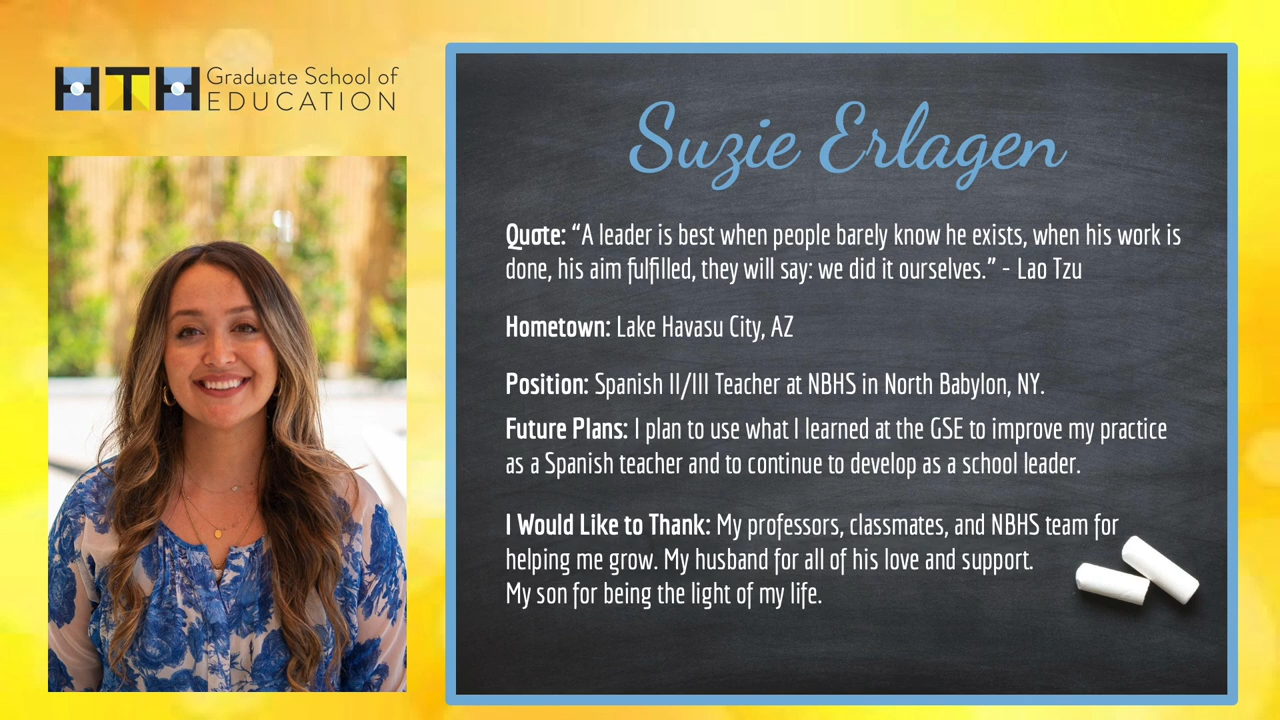 HTH Graduate School of
EDUCATION
Suzie Erlagen
Quote: “A leader is best when people barely know he exists, when his work is
done, his aim fulfilled, they will say: we did it ourselves.” - Lao Tzu
Hometown: Lake Havasu City, AZ
Position: Spanish II/III Teacher at NBHS in North Babylon, NY.
Future Plans: I plan to use what I learned at the GSE to improve my practice
as a Spanish teacher and to continue to develop as a school leader.
I Would Like to Thank: My professors, classmates, and NBHS team for
helping me grow. My husband for all of his love and support.
My son for being the light of my life.